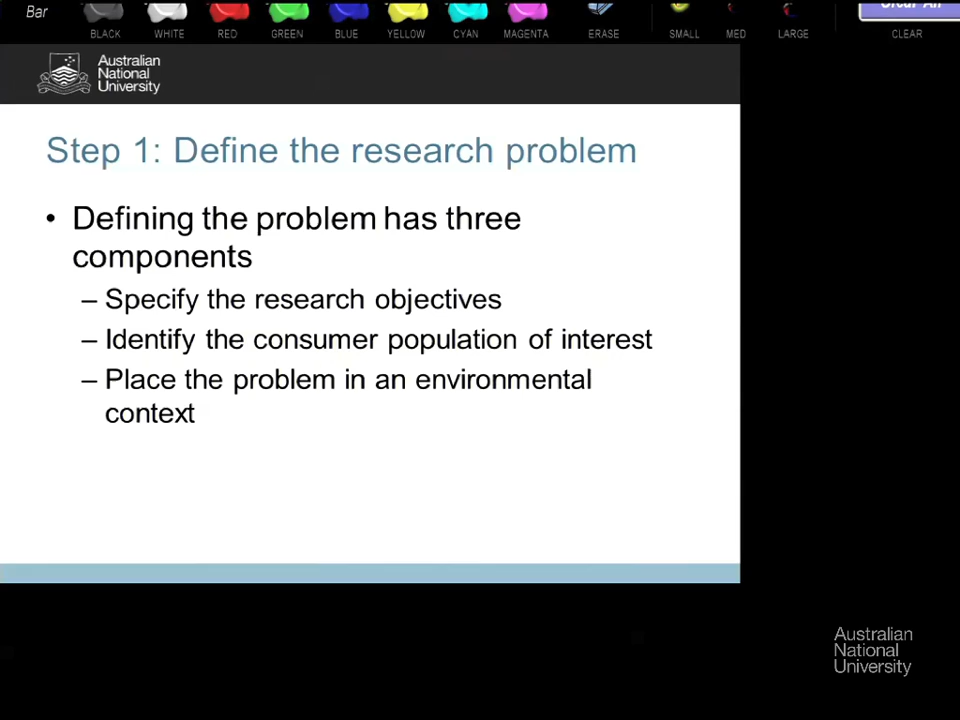 Bar
BLACK WHITE RED GREEN BLUE YELLOW CYAN MAGENTA ERASE SMALL MED LARGE CLEAR
Australian
National
University
Step 1: Define the research problem
• Defining the problem has three
components
– Specify the research objectives
– Identify the consumer population of interest
– Place the problem in an environmental
context
Australian
National
University